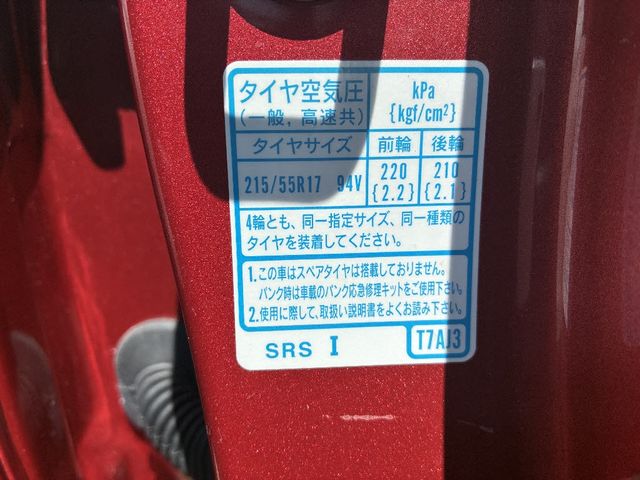 タイヤ空気圧
(一般, 高速共)
kPa
{kgf/cm²}
タイヤサイズ 前輪 後輪
215/55R17 94V 220 210
{2.2} {2.1}
4輪とも、同一指定サイズ、同一種類の
タイヤを装着してください。
1.この車はスペアタイヤは搭載しておりません。
パンク時は車載のパンク応急修理キットをご使用下さい。
2.使用に際して、取扱い説明書をよくお読み下さい。
SRS I T7AJ3